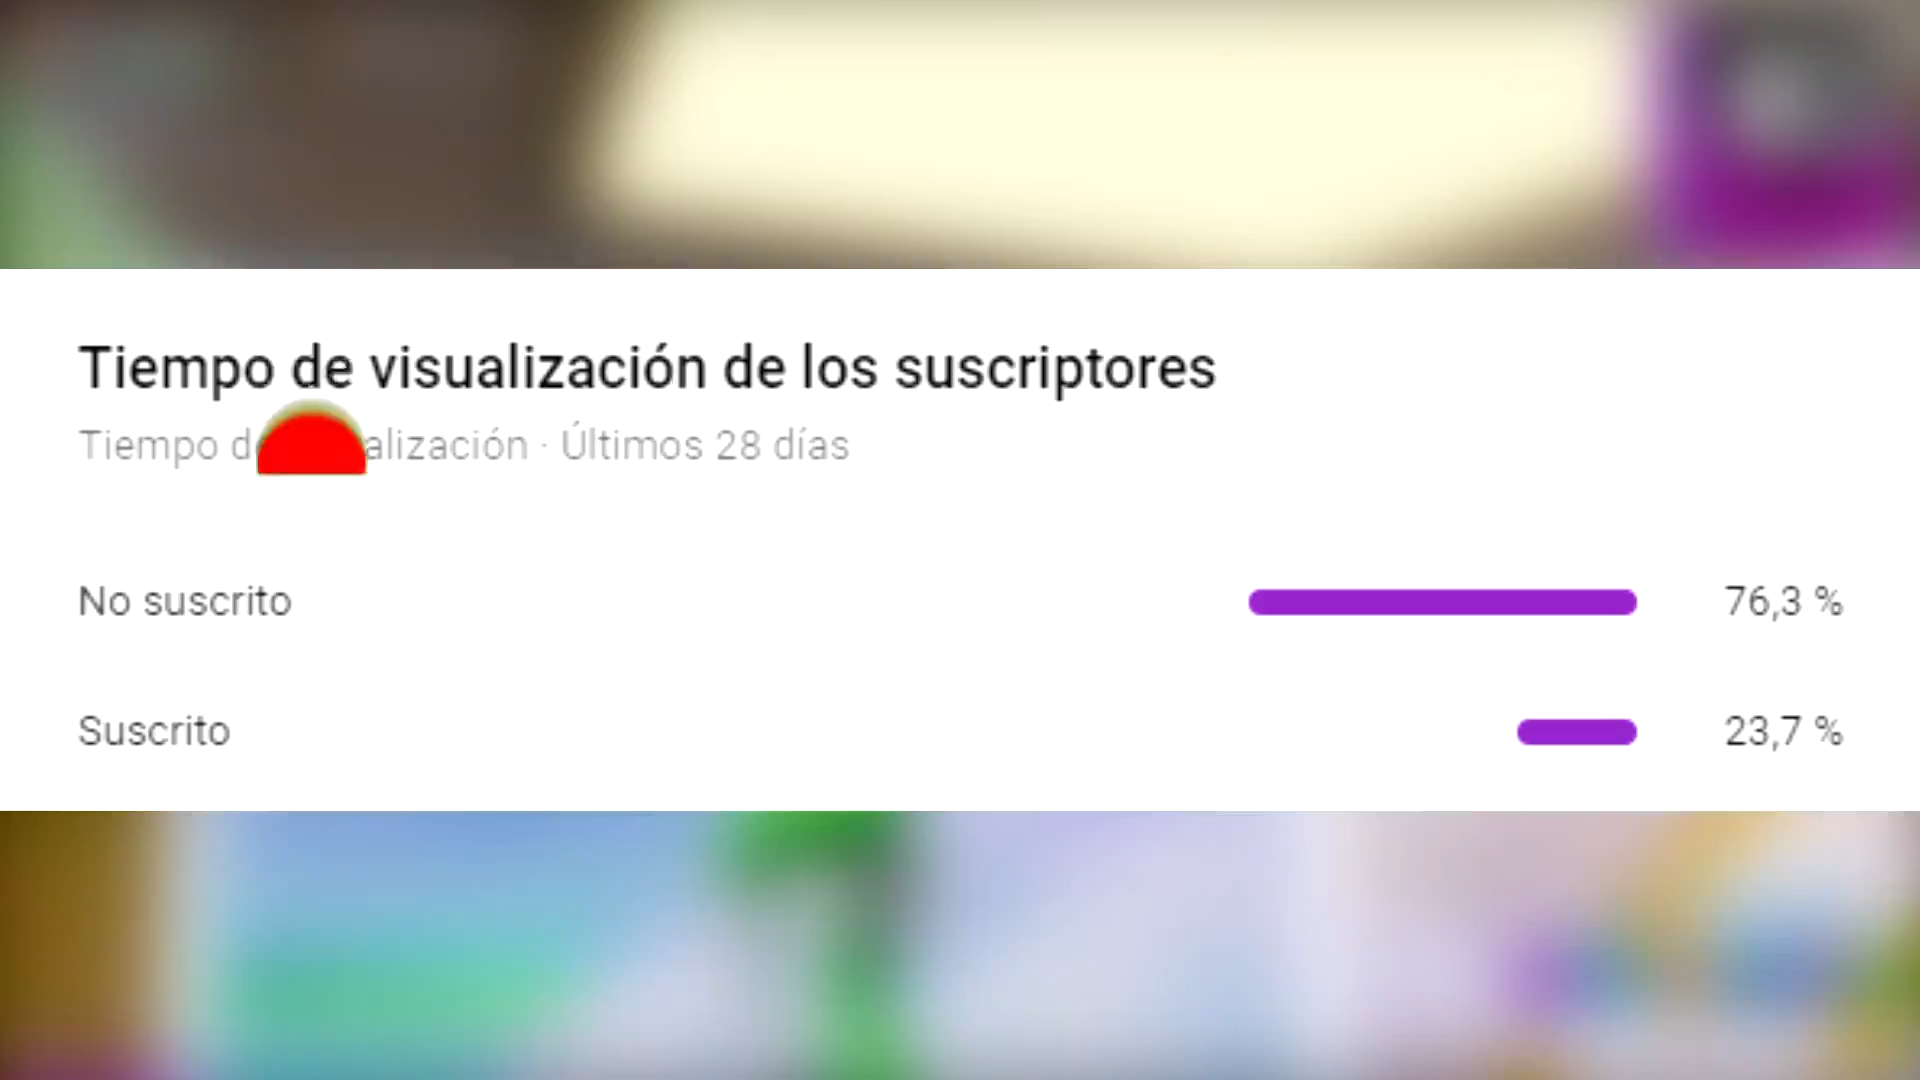 Tiempo de visualización de los suscriptores
Tiempo d alización · Últimos 28 días
No suscrito 76,3 %
Suscrito 23,7 %